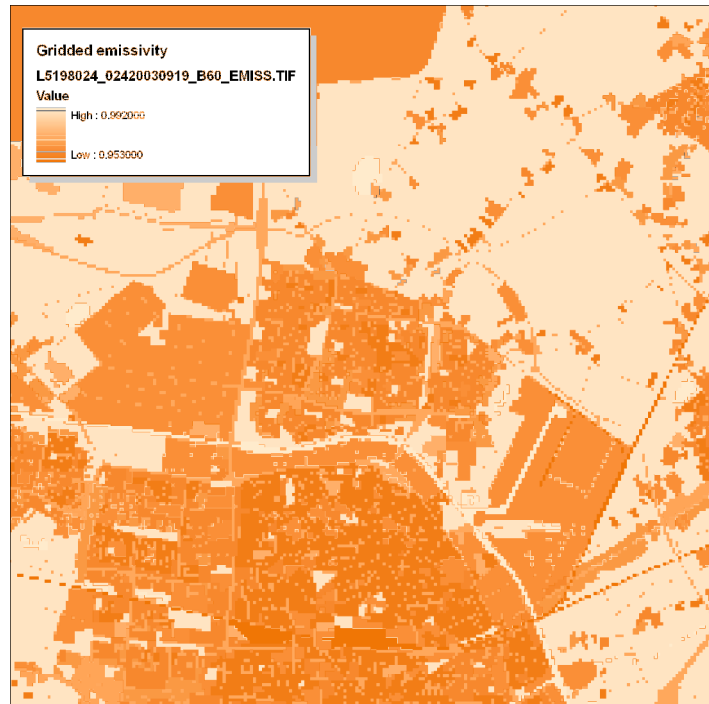 Gridded emissivity
L5198024_02420030919_B60_EMISS.TIF
Value
High : 0.992000
Low : 0.953000